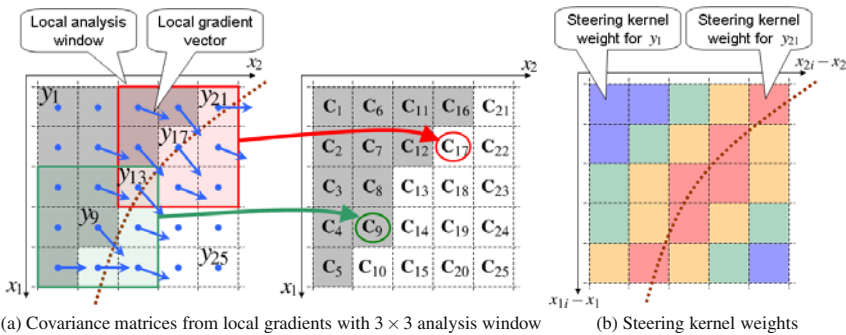 Local analysis window
Local gradient vector
Steering kernel weight for y1
Steering kernel weight for y21
x2
x2
x2i − x2
y1
y21
y17
y13
y9
y25
x1
C1 C6 C11 C16 C21
C2 C7 C12 C17 C22
C3 C8 C13 C18 C23
C4 C9 C14 C19 C24
C5 C10 C15 C20 C25
x1
x1i − x1
(a) Covariance matrices from local gradients with 3 × 3 analysis window
(b) Steering kernel weights